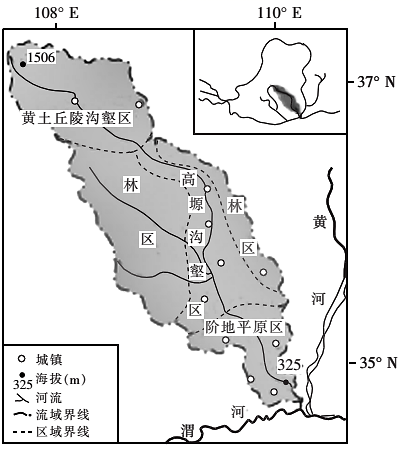 108° E 110° E
1506
37° N
黄土丘陵沟壑区
林区
高塬沟壑区
林区
黄河
阶地平原区
325
35° N
渭河
城镇
325 海拔(m)
河流
流域界线
区域界线